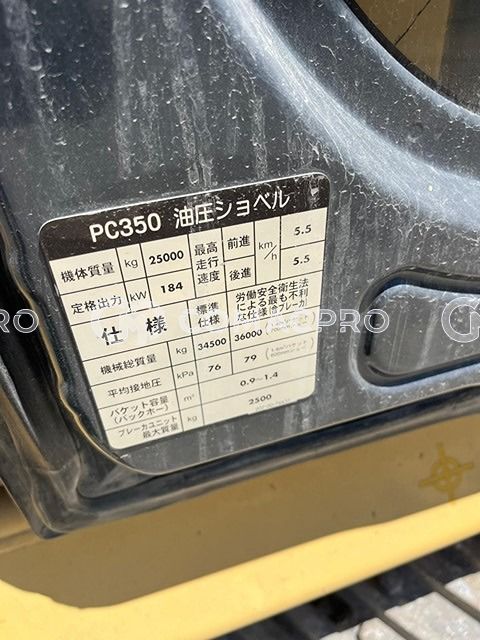 PC350 油圧ショベル
機体質量 kg 25000 最高走行速度 前進 km/h 5.5
定格出力 kW 184 後進 5.5
仕様 標準仕様 労働安全衛生法による最も不利な仕様
機械総質量 kg 34500 36000
平均接地圧 kPa 76 79
バケット容量(バックホー) m³ 0.9~1.4
ブレーカユニット最大質量 kg 2500
PRO